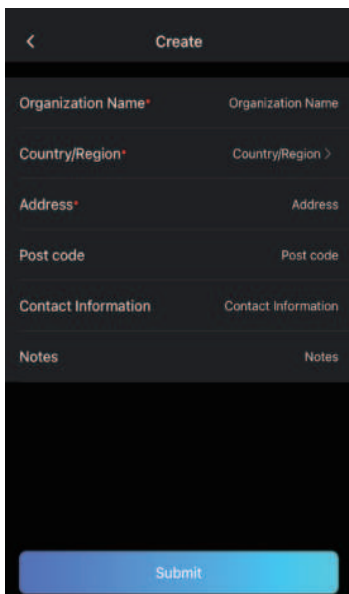 Create
Organization Name* Organization Name
Country/Region* Country/Region >
Address* Address
Post code Post code
Contact Information Contact Information
Notes Notes
Submit